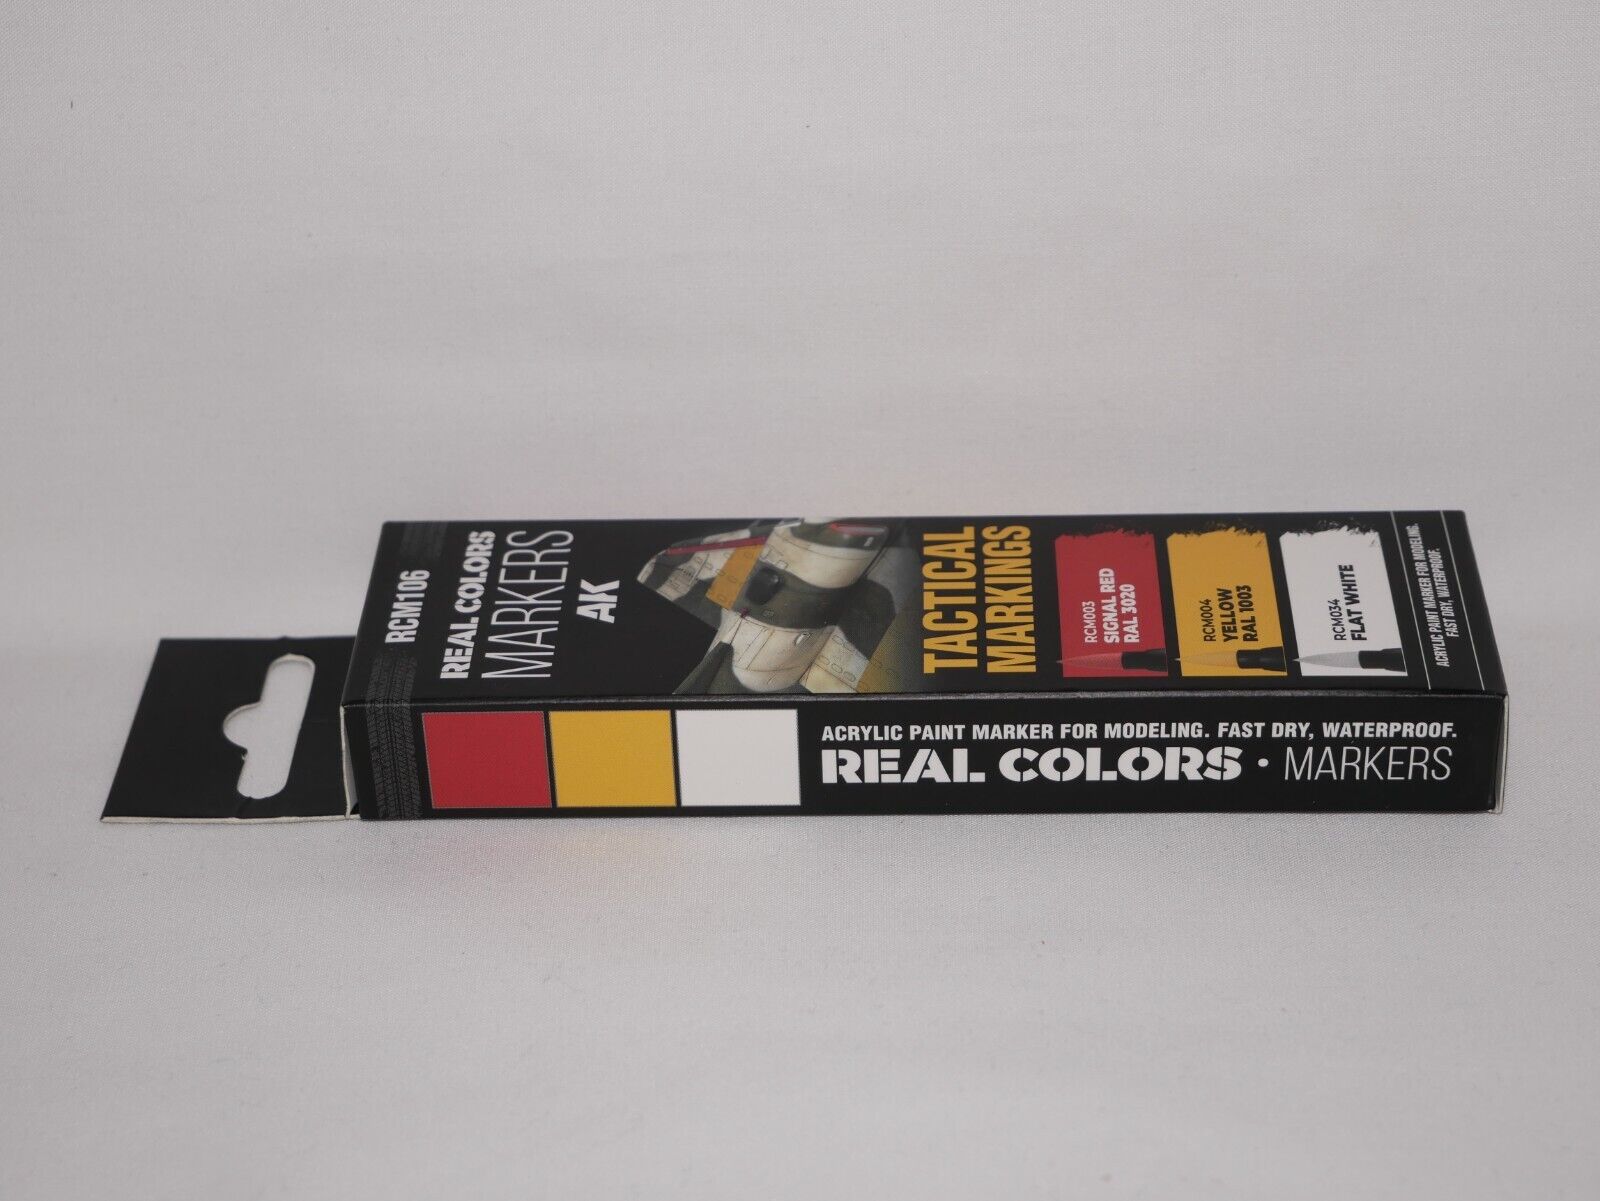 RCM106
REAL COLORS
MARKERS
AK
TACTICAL
MARKINGS
RCM003
SIGNAL RED
RAL 3020
RCM004
YELLOW
RAL 1003
RCM034
FLAT WHITE
ACRYLIC PAINT MARKER FOR MODELING.
FAST DRY, WATERPROOF.
ACRYLIC PAINT MARKER FOR MODELING. FAST DRY, WATERPROOF.
REAL COLORS · MARKERS